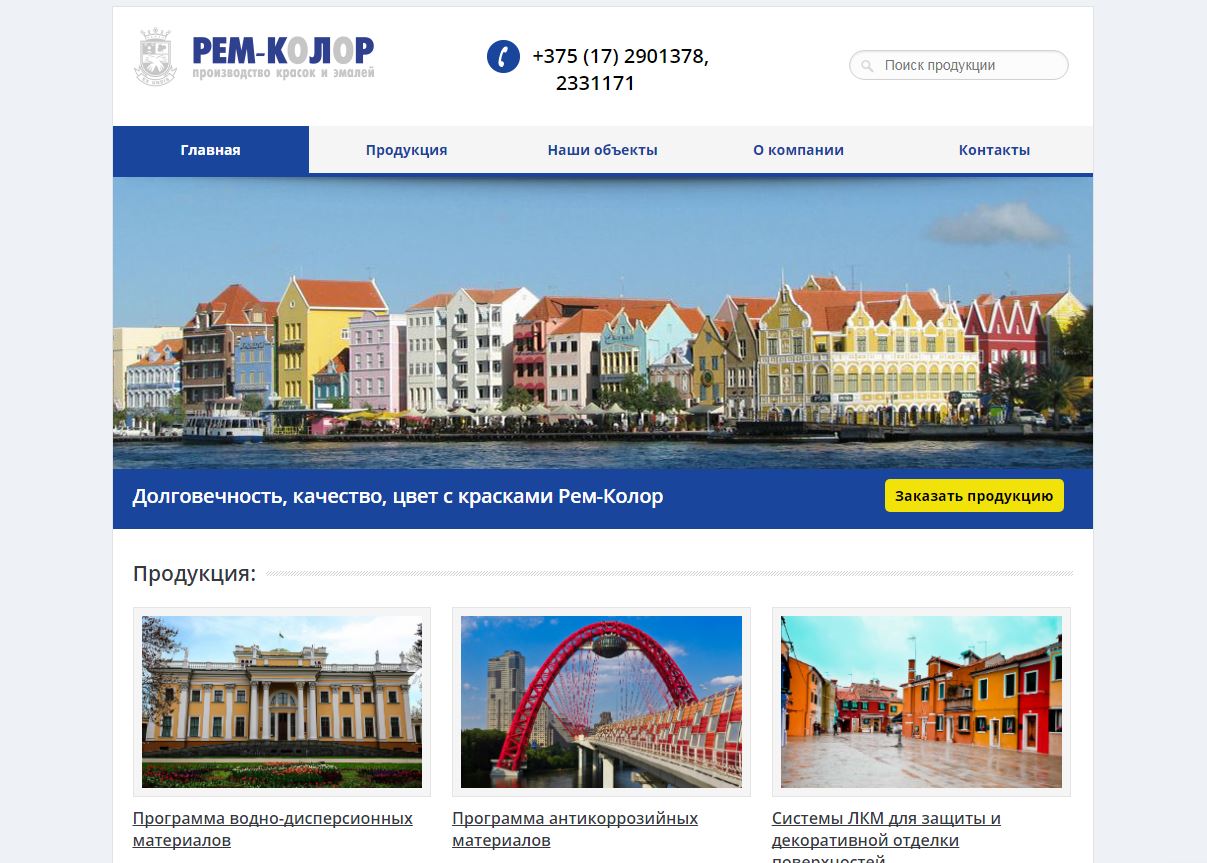 РЕМ-КОЛОР
производство красок и эмалей
+375 (17) 2901378,
2331171
Поиск продукции
Главная
Продукция
Наши объекты
О компании
Контакты
Долговечность, качество, цвет с красками Рем-Колор
Заказать продукцию
Продукция:
Программа водно-дисперсионных
материалов
Программа антикоррозийных
материалов
Системы ЛКМ для защиты и
декоративной отделки
поверхностей